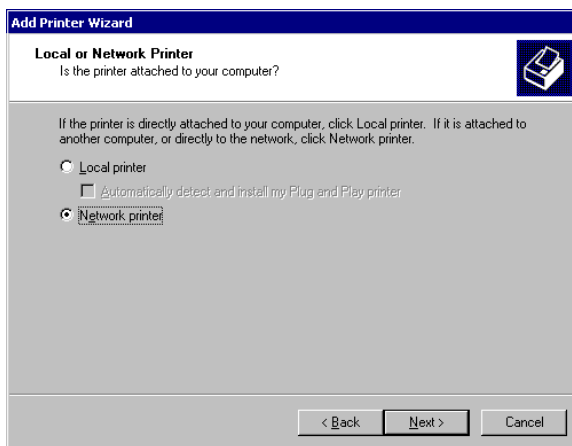 Add Printer Wizard
Local or Network Printer
Is the printer attached to your computer?
If the printer is directly attached to your computer, click Local printer. If it is attached to
another computer, or directly to the network, click Network printer.
Local printer
Automatically detect and install my Plug and Play printer
Network printer
< Back
Next >
Cancel